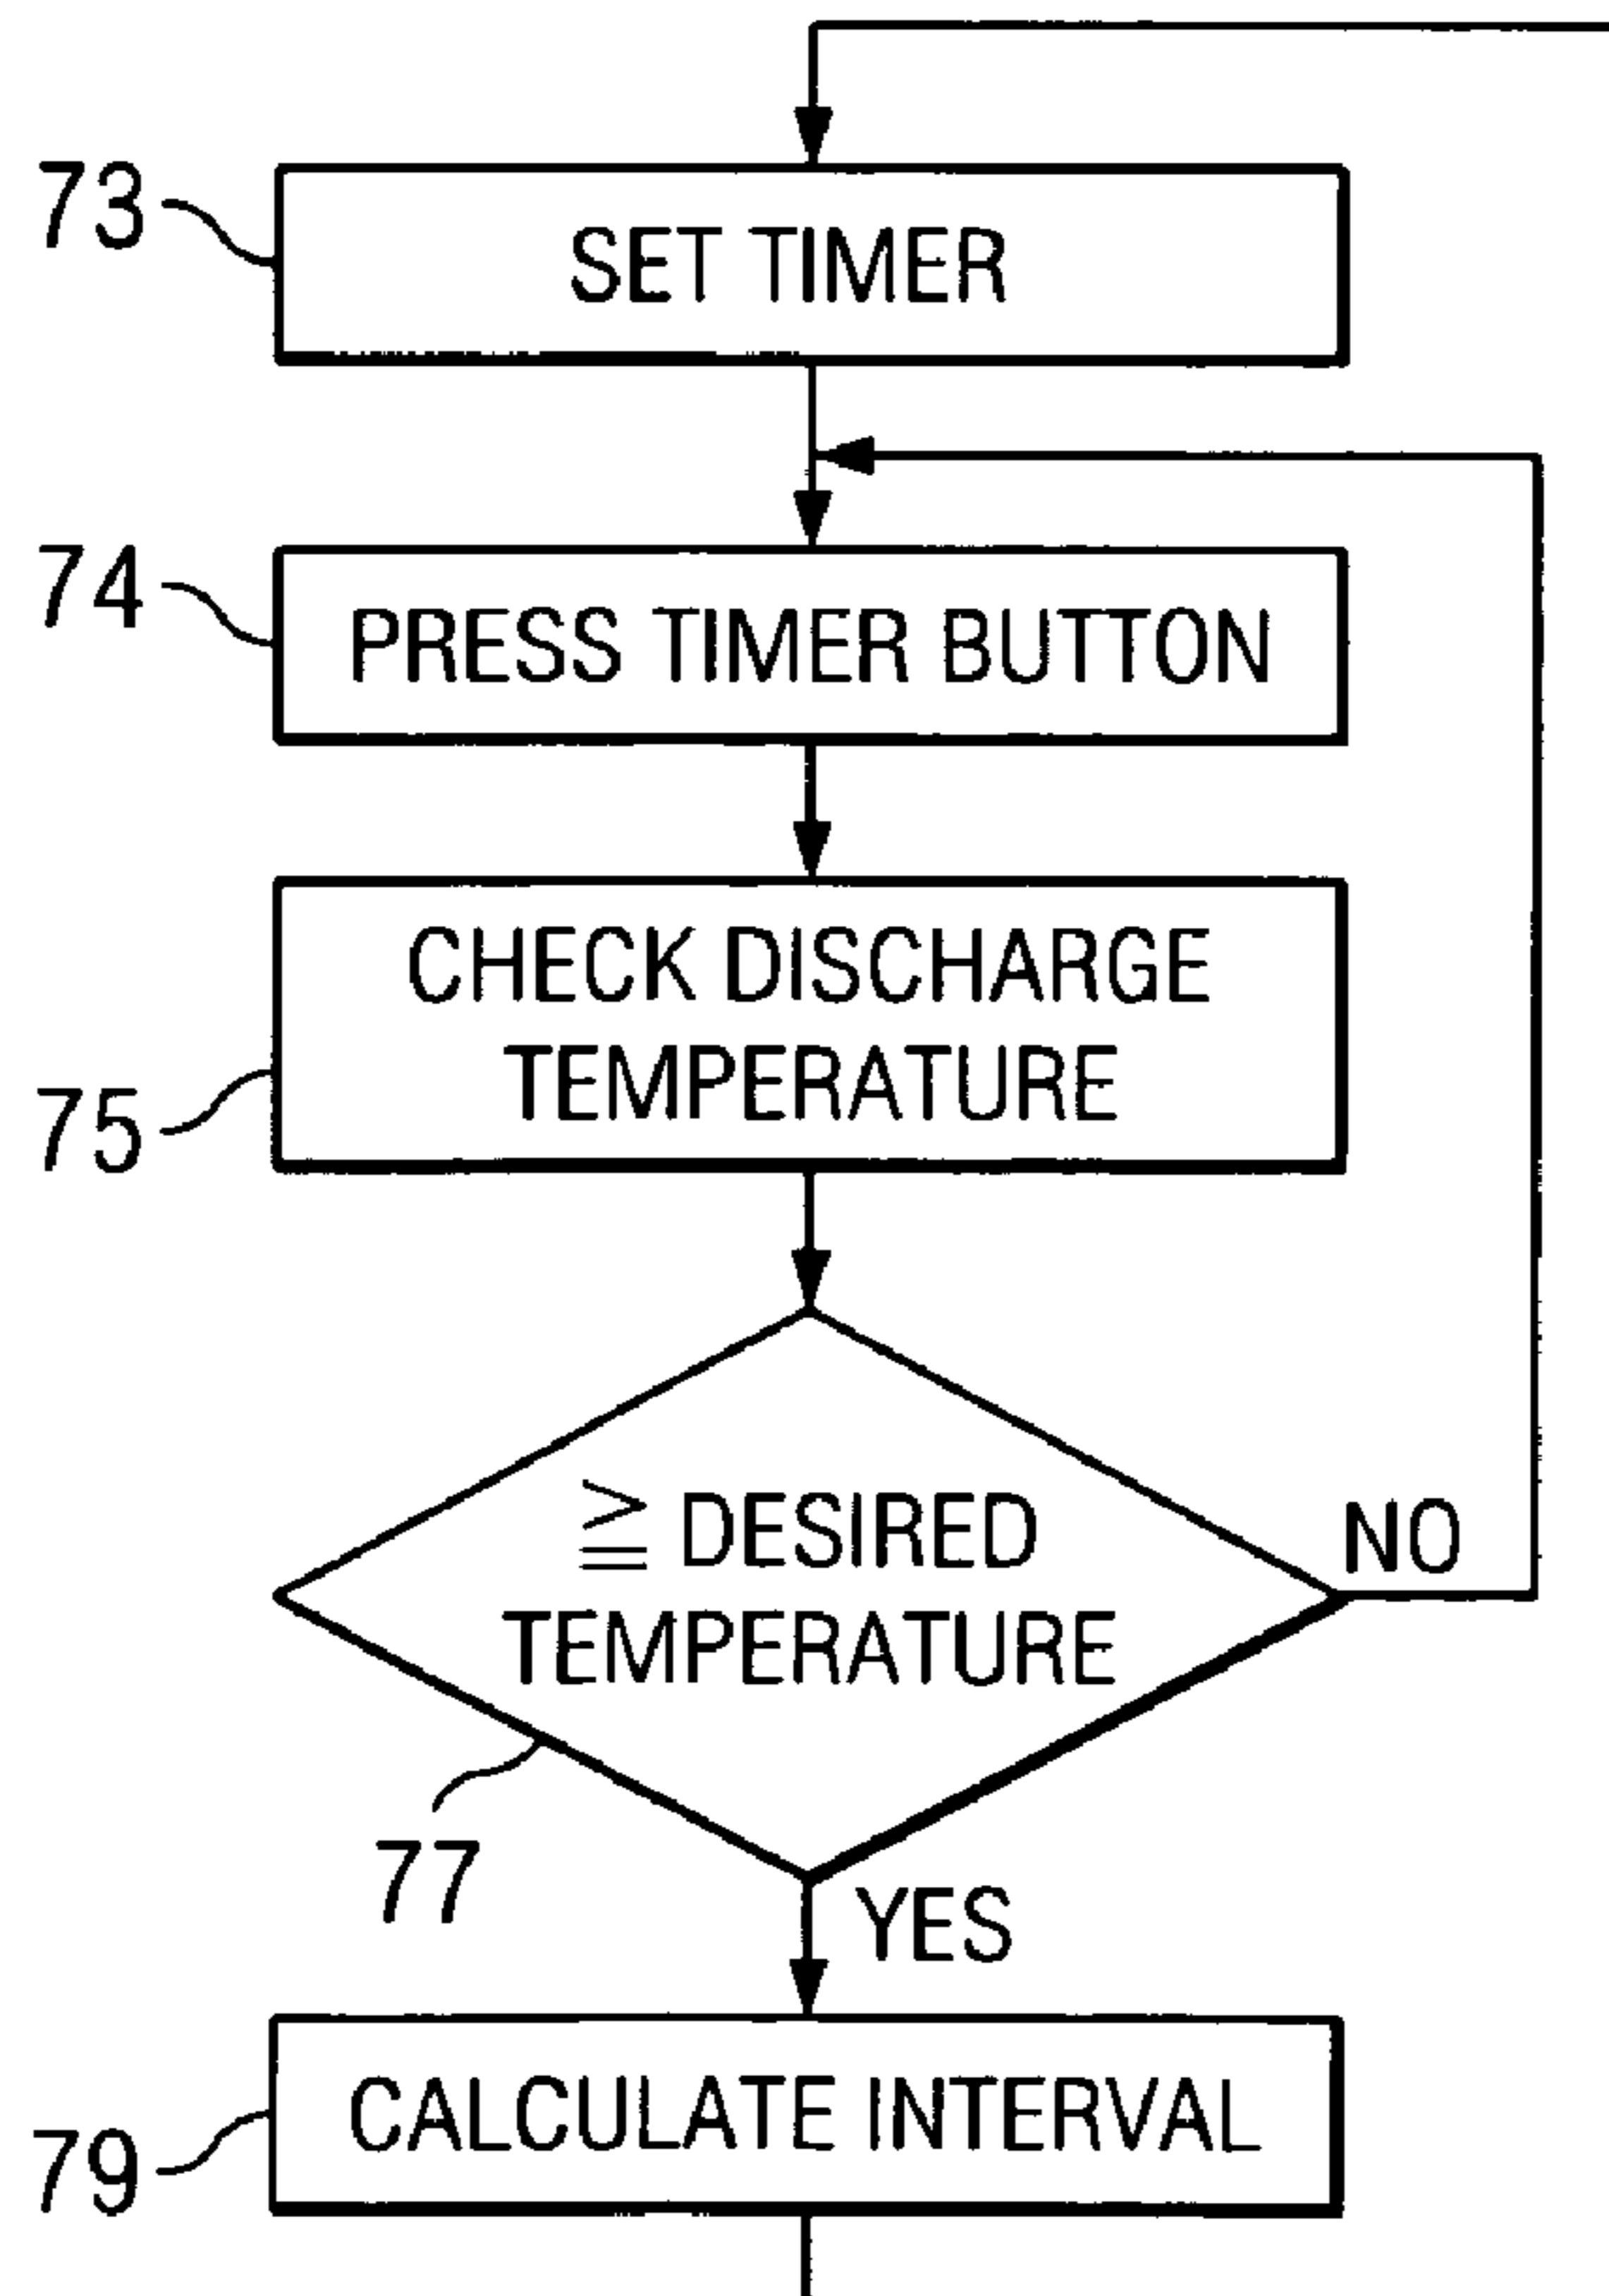 73
SET TIMER
74
PRESS TIMER BUTTON
CHECK DISCHARGE
TEMPERATURE
75
≧ DESIRED
TEMPERATURE
NO
77
YES
CALCULATE INTERVAL
79